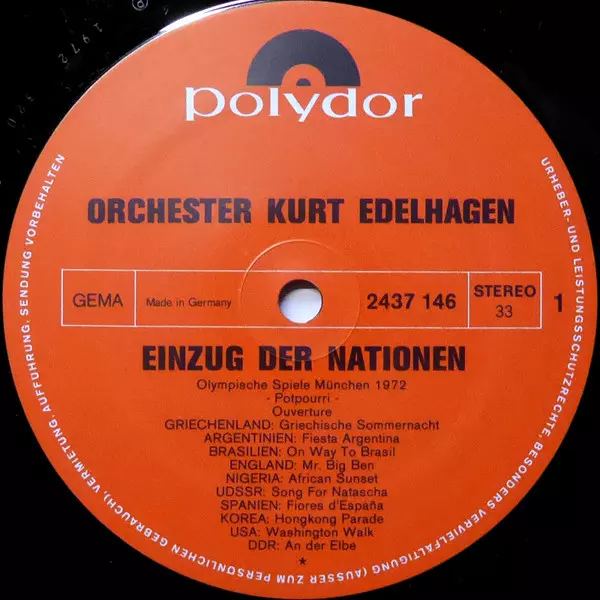 polydor
ORCHESTER KURT EDELHAGEN
GEMA
Made in Germany
2437 146
STEREO
33
1
EINZUG DER NATIONEN
Olympische Spiele München 1972
- Potpourri -
Ouverture
GRIECHENLAND: Griechische Sommernacht
ARGENTINIEN: Fiesta Argentina
BRASILIEN: On Way To Brasil
ENGLAND: Mr. Big Ben
NIGERIA: African Sunset
UDSSR: Song For Natascha
SPANIEN: Fiores d'España
KOREA: Hongkong Parade
USA: Washington Walk
DDR: An der Elbe
*
URHEBER- UND LEISTUNGSSCHUTZRECHTE, BESONDERS VERVIELFÄLTIGUNG (AUSSER ZUM PERSÖNLICHEN GEBRAUCH), VERMIETUNG, AUFFÜHRUNG, SENDUNG VORBEHALTEN
1972